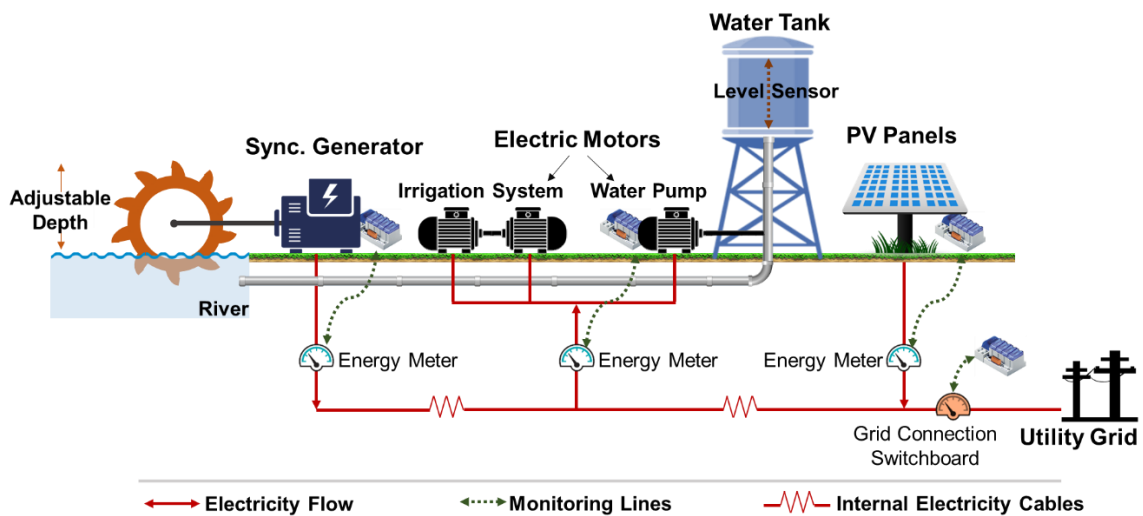 Water Tank
Level Sensor
Sync. Generator
Electric Motors
PV Panels
Adjustable
Depth
Irrigation System
Water Pump
River
Energy Meter
Energy Meter
Energy Meter
Grid Connection
Switchboard
Utility Grid
Electricity Flow
Monitoring Lines
Internal Electricity Cables